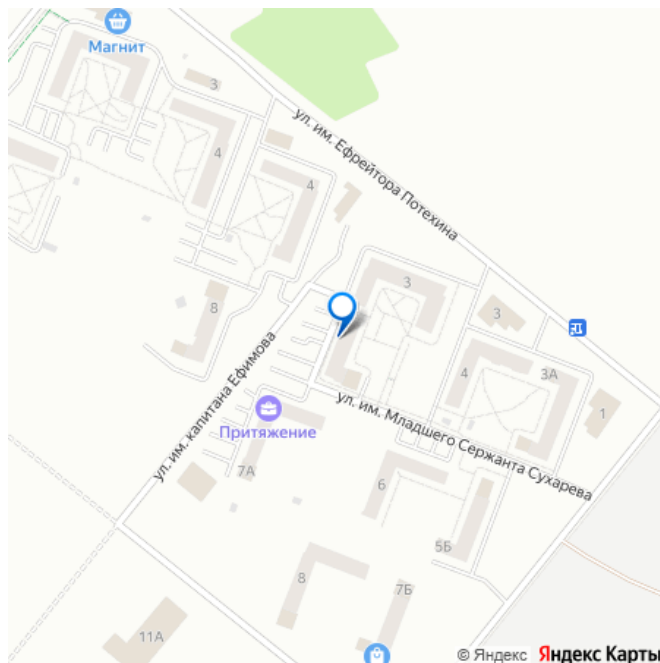 Магнит
3
ул. им. Ефрейтора Потехина
4
4
3
8
3
ул. им. капитана Ефимова
4
3А
1
ул. им. Младшего Сержанта Сухарева
Притяжение
7А
6
5Б
8
7Б
11А
© Яндекс Яндекс Карты